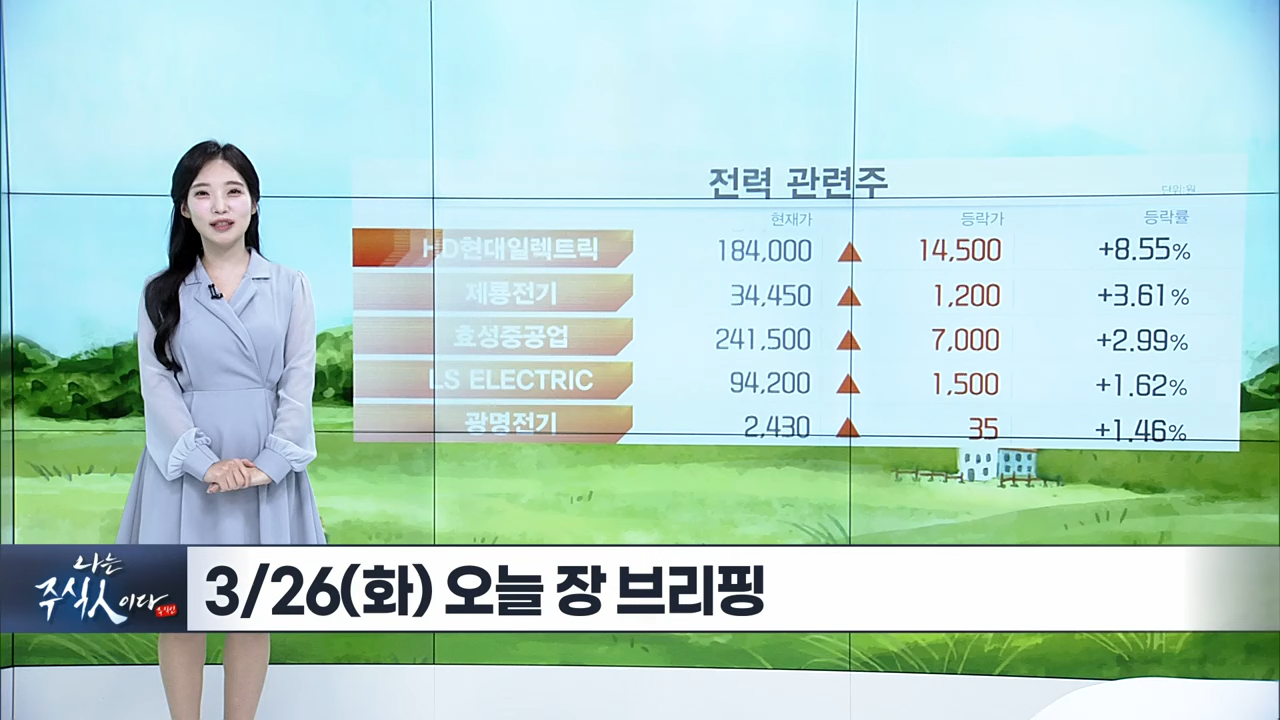 전력 관련주
단위:원
현재가 등락가 등락률
HD현대일렉트릭 184,000 ▲ 14,500 +8.55%
제룡전기 34,450 ▲ 1,200 +3.61%
효성중공업 241,500 ▲ 7,000 +2.99%
LS ELECTRIC 94,200 ▲ 1,500 +1.62%
광명전기 2,430 ▲ 35 +1.46%
나는
주식人이다
3/26(화) 오늘 장 브리핑